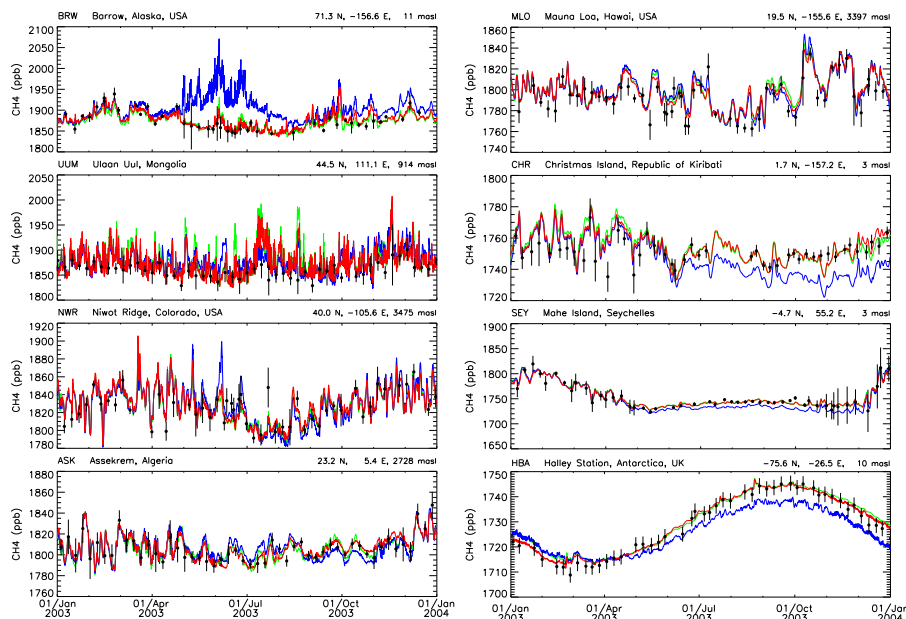 BRW Barrow, Alaska, USA 71.3 N, -156.6 E, 11 masl
2100
2050
2000
1950
1900
1850
1800
CH4 (ppb)
UUM Ulaan Uul, Mongolia 44.5 N, 111.1 E, 914 masl
2050
2000
1950
1900
1850
1800
CH4 (ppb)
NWR Niwot Ridge, Colorado, USA 40.0 N, -105.6 E, 3475 masl
1920
1900
1880
1860
1840
1820
1800
1780
CH4 (ppb)
ASK Assekrem, Algeria 23.2 N, 5.4 E, 2728 masl
1880
1860
1840
1820
1800
1780
1760
CH4 (ppb)
01/Jan 01/Apr 01/Jul 01/Oct 01/Jan
2003 2003 2003 2003 2004
MLO Mauna Loa, Hawai, USA 19.5 N, -155.6 E, 3397 masl
1860
1840
1820
1800
1780
1760
1740
CH4 (ppb)
CHR Christmas Island, Republic of Kiribati 1.7 N, -157.2 E, 3 masl
1800
1780
1760
1740
1720
CH4 (ppb)
SEY Mahe Island, Seychelles -4.7 N, 55.2 E, 3 masl
1900
1850
1800
1750
1700
1650
CH4 (ppb)
HBA Halley Station, Antarctica, UK -75.6 N, -26.5 E, 10 masl
1750
1740
1730
1720
1710
1700
CH4 (ppb)
01/Jan 01/Apr 01/Jul 01/Oct 01/Jan
2003 2003 2003 2003 2004